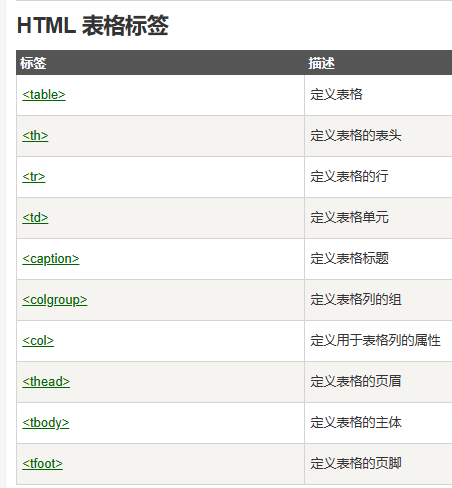 HTML 表格标签
标签 描述
<table> 定义表格
<th> 定义表格的表头
<tr> 定义表格的行
<td> 定义表格单元
<caption> 定义表格标题
<colgroup> 定义表格列的组
<col> 定义用于表格列的属性
<thead> 定义表格的页眉
<tbody> 定义表格的主体
<tfoot> 定义表格的页脚